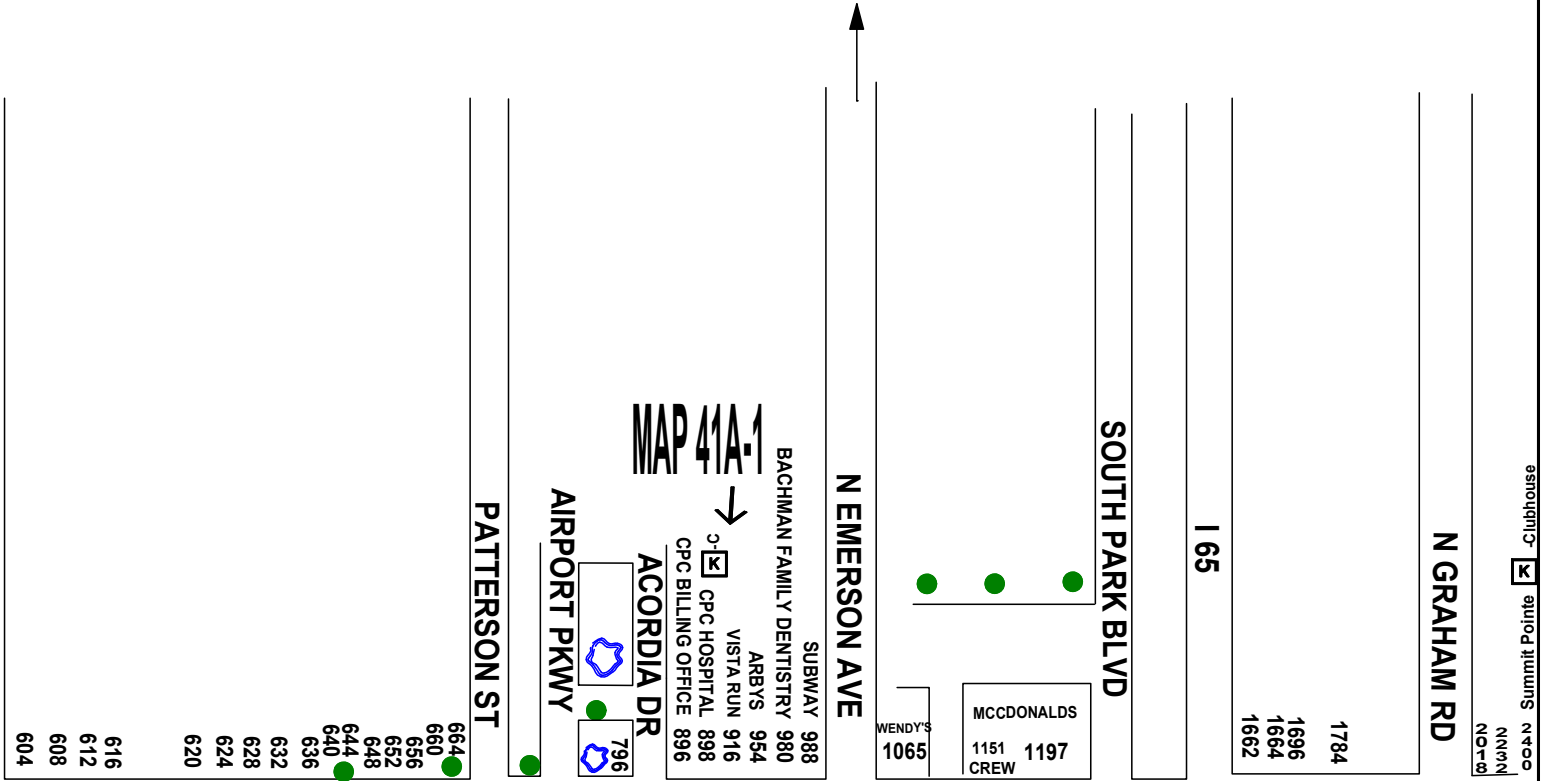 604
608
612
616
620
624
628
632
636
640
644
648
652
656
660
664
PATTERSON ST
AIRPORT PKWY
796
ACORDIA DR
MAP 41A-1
CPC BILLING OFFICE 896
K CPC HOSPITAL 898
VISTA RUN 916
ARBYS 954
BACHMAN FAMILY DENTISTRY 980
SUBWAY 988
N EMERSON AVE
WENDY'S
1065
MCCDONALDS
1151 1197
CREW
SOUTH PARK BLVD
I 65
1662
1664
1696
1784
N GRAHAM RD
2018
2232
Summit Pointe K -Clubhouse 2400